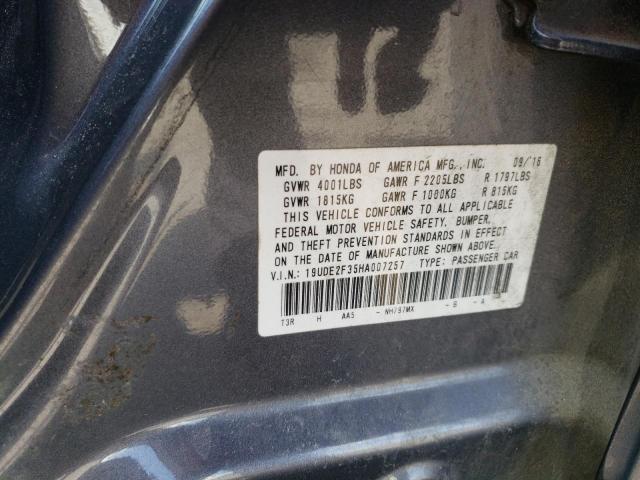 MFD. BY HONDA OF AMERICA MFG., INC. 09/16
GVWR 4001LBS GAWR F 2205LBS R 1797LBS
GVWR 1815KG GAWR F 1000KG R 815KG
THIS VEHICLE CONFORMS TO ALL APPLICABLE
FEDERAL MOTOR VEHICLE SAFETY, BUMPER,
AND THEFT PREVENTION STANDARDS IN EFFECT
ON THE DATE OF MANUFACTURE SHOWN ABOVE.
V.I.N.: 19UDE2F35HA007257 TYPE: PASSENGER CAR
T3R H AA5 - NH797MX - B - A